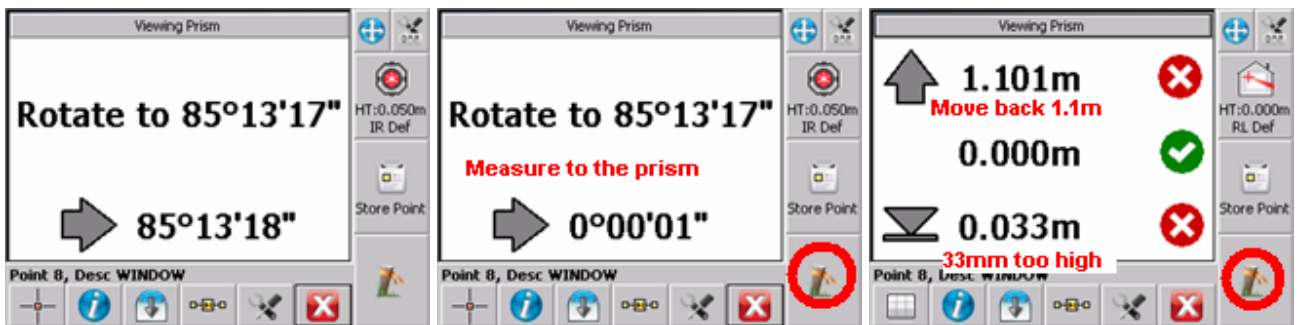 Viewing Prism
Rotate to 85°13'17"
85°13'18"
Point 8, Desc WINDOW
HT:0.050m
IR Def
Store Point
Viewing Prism
Rotate to 85°13'17"
Measure to the prism
0°00'01"
Point 8, Desc WINDOW
HT:0.050m
IR Def
Store Point
Viewing Prism
1.101m
Move back 1.1m
0.000m
0.033m
33mm too high
Point 8, Desc WINDOW
HT:0.000m
RL Def
Store Point